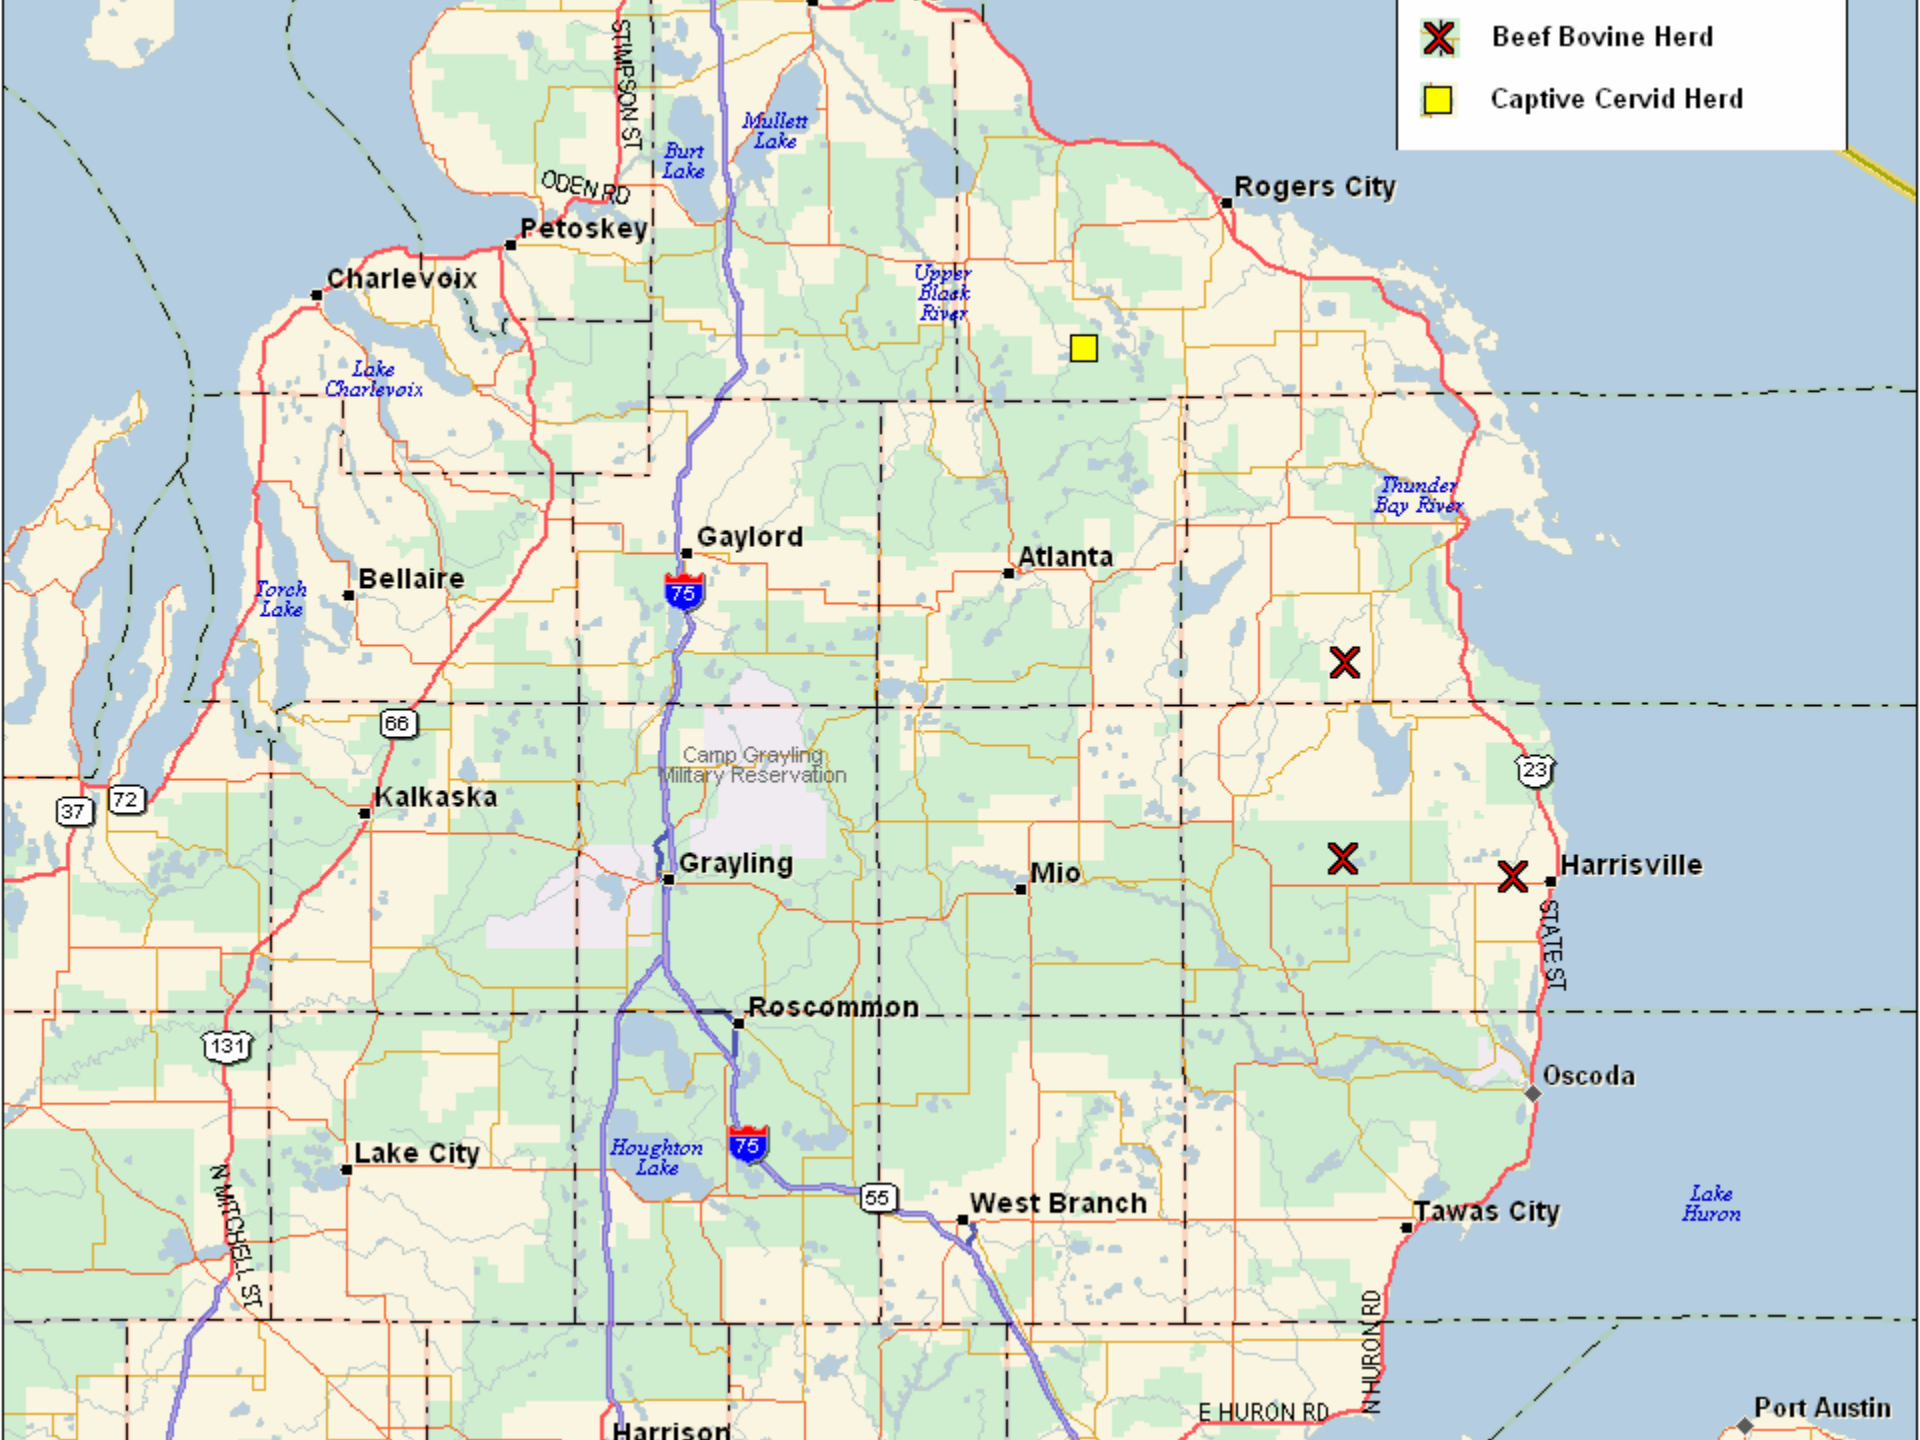 Beef Bovine Herd
Captive Cervid Herd
STIMPSON ST
Mullett
Lake
Burt
Lake
ODEN RD
Rogers City
Petoskey
Charlevoix
Upper
Black
River
Lake
Charlevoix
Thunder
Bay River
Gaylord
Atlanta
Bellaire
75
Torch
Lake
66
Camp Grayling
Military Reservation
23
37
72
Kalkaska
Grayling
Mio
Harrisville
STATE ST
Roscommon
131
Oscoda
Houghton
Lake
75
Lake City
N MITCHELL ST
55
West Branch
Tawas City
Lake
Huron
N HURON RD
E HURON RD
Port Austin
Harrison